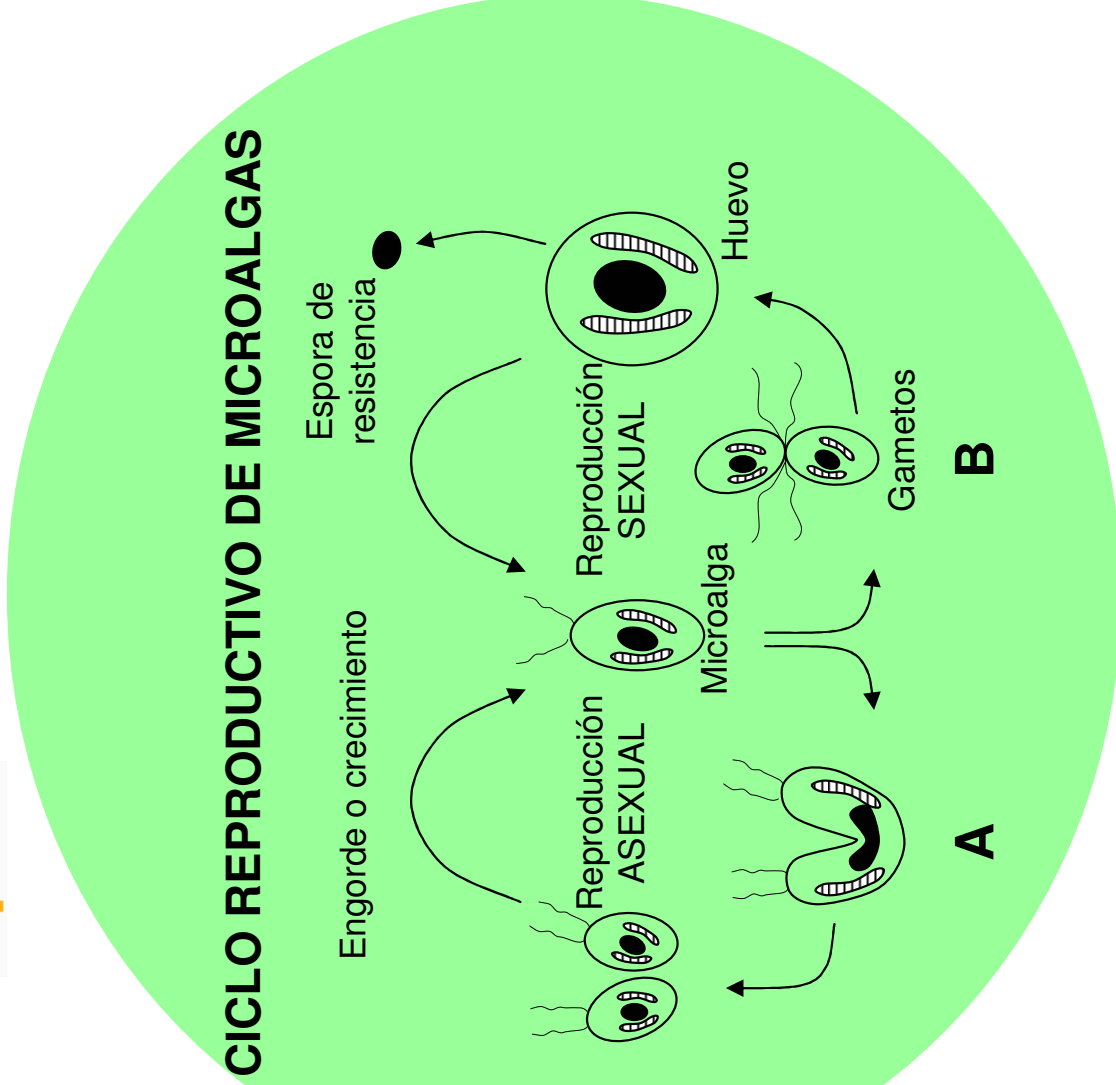 CICLO REPRODUCTIVO DE MICROALGAS
Engorde o crecimiento
Espora de
resistencia
Reproducción
ASEXUAL
Reproducción
SEXUAL
Microalga
Huevo
Gametos
A
B